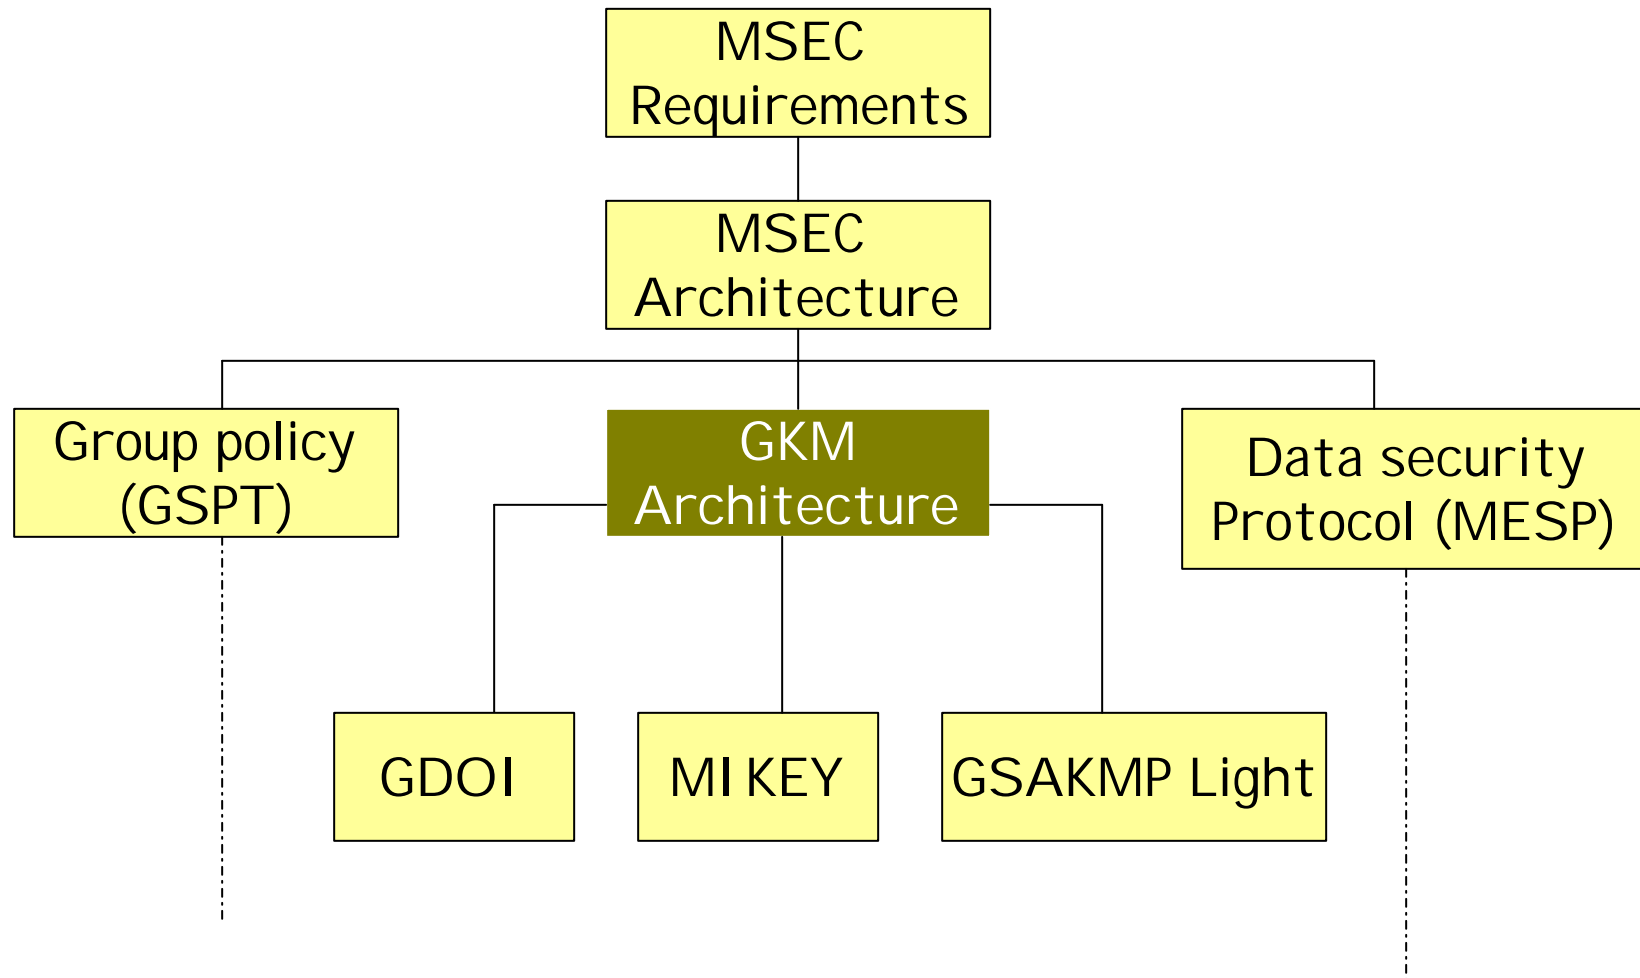 MSEC
Requirements
MSEC
Architecture
Group policy
(GSPT)
GKM
Architecture
Data security
Protocol (MESP)
GDOI
MIKEY
GSAKMP Light